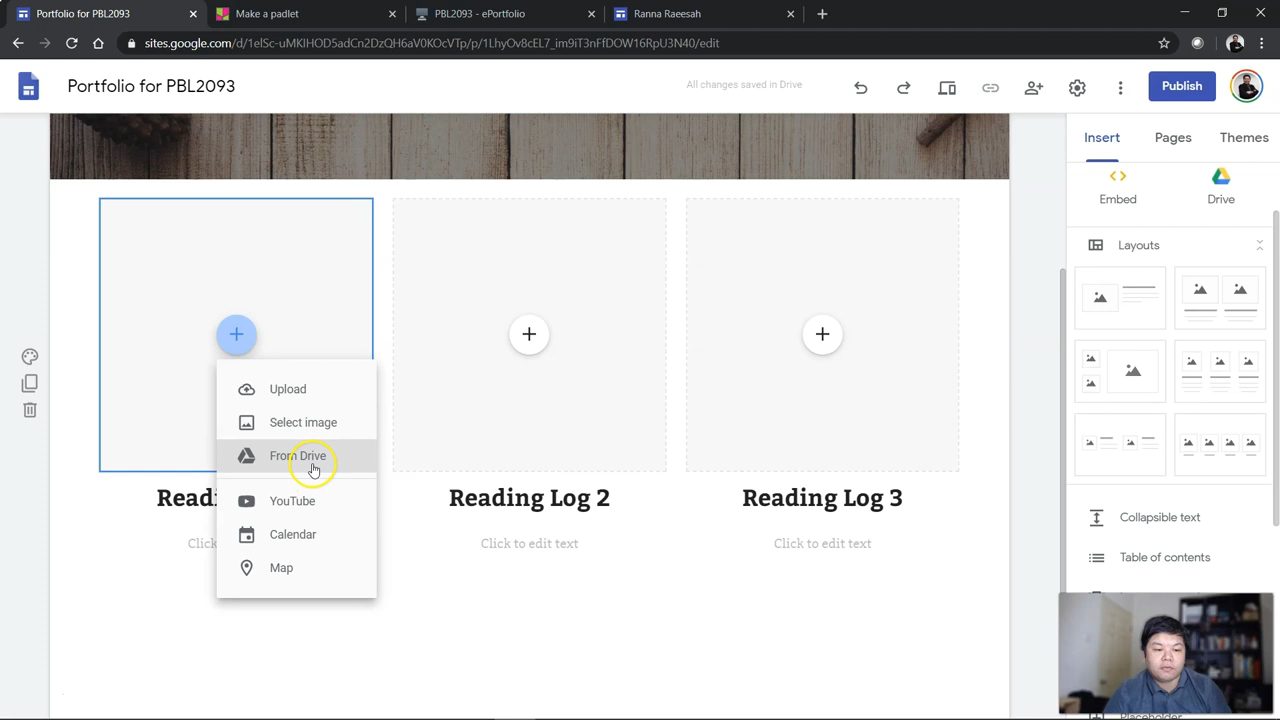 Portfolio for PBL2093
Make a padlet
PBL2093 - ePortfolio
Ranna Raeesah
sites.google.com/d/1elSc-uMKIHOD5adCn2DzQH6aV0KOcVTp/p/1LhyOv8cEL7_im9iT3nFfDOW16RpU3N40/edit
Portfolio for PBL2093
All changes saved in Drive
Publish
Insert
Pages
Themes
Embed
Drive
Layouts
Upload
Select image
From Drive
YouTube
Calendar
Map
Readi
Reading Log 2
Reading Log 3
Click
Click to edit text
Click to edit text
Collapsible text
Table of contents
Placeholder